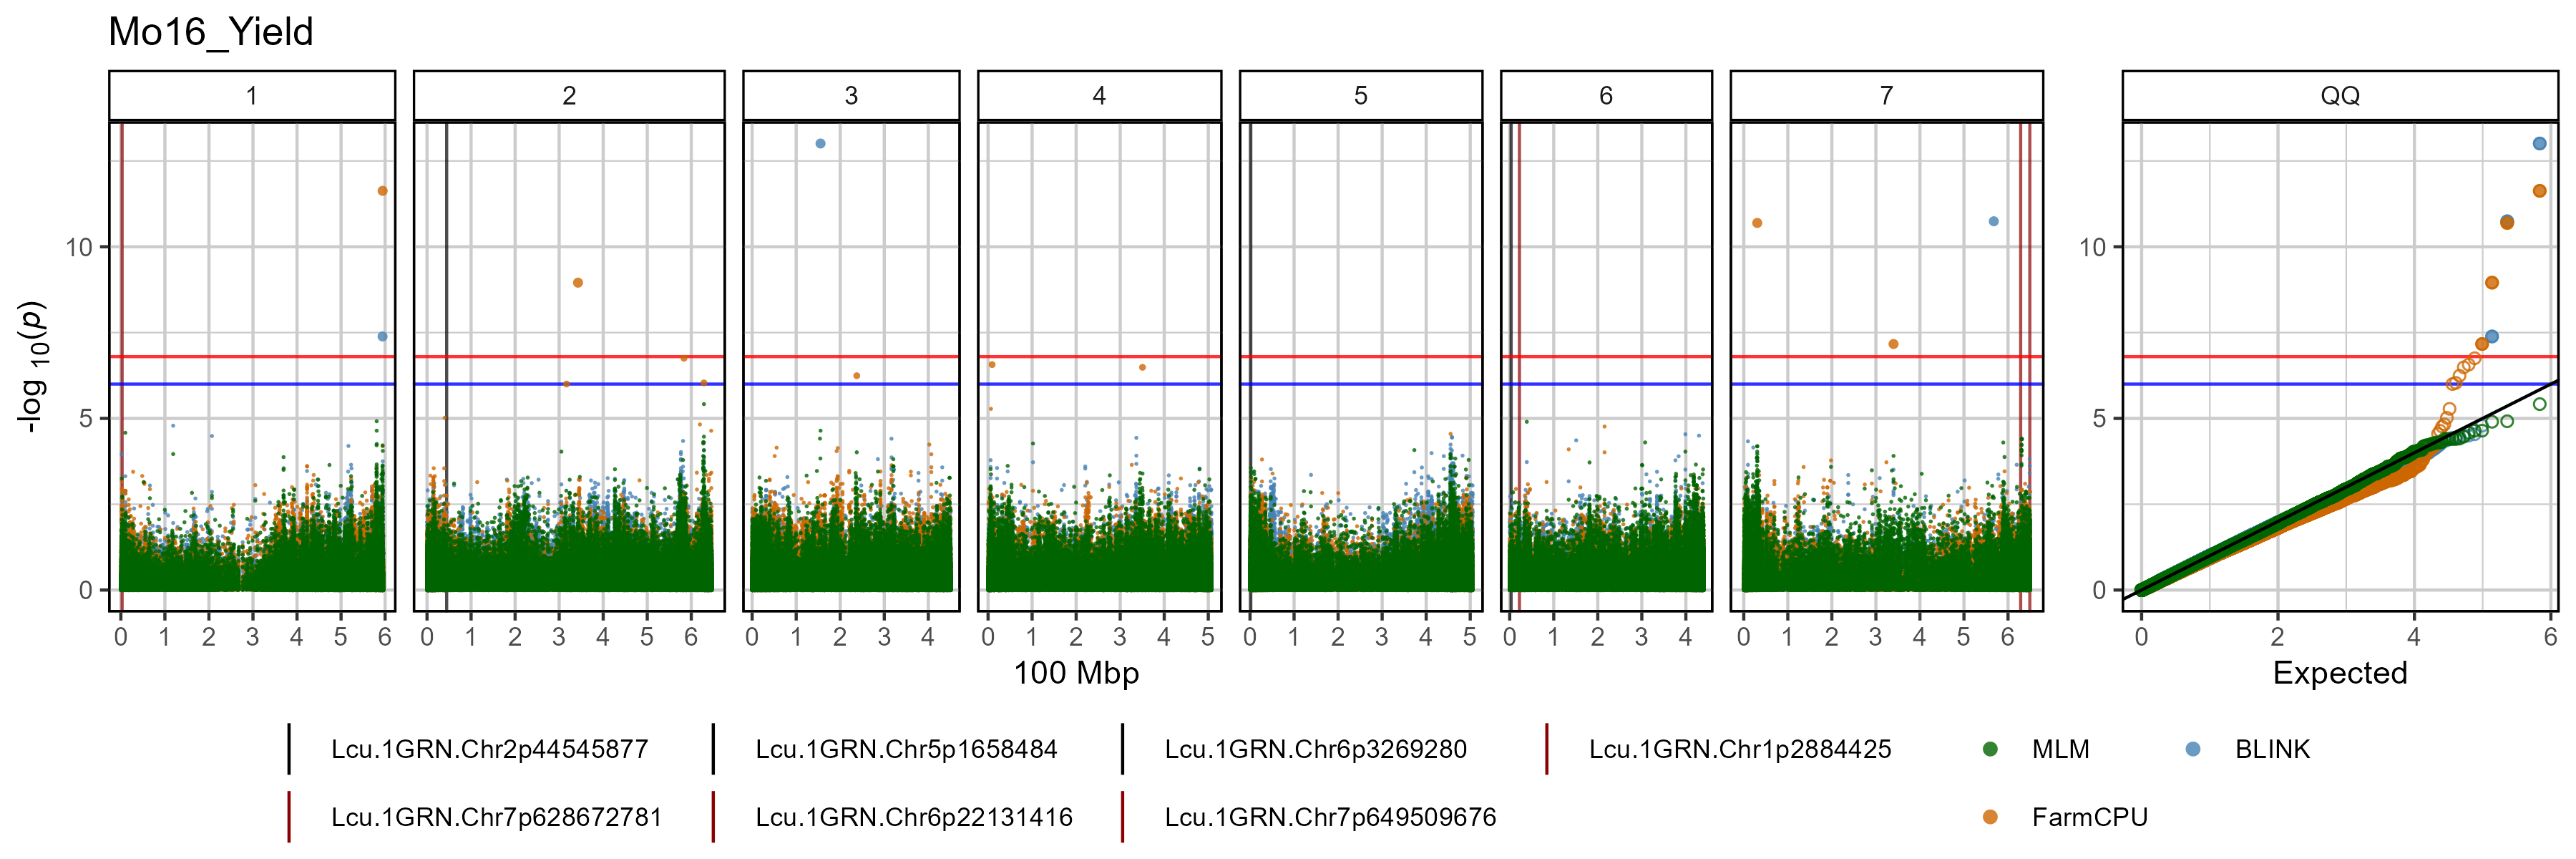 Mo16_Yield
1 2 3 4 5 6 7 QQ
-log 10(p)
10 10
5 5
0 0
0 1 2 3 4 5 6 0 1 2 3 4 5 6 0 1 2 3 4 0 1 2 3 4 5 0 1 2 3 4 5 0 1 2 3 4 0 1 2 3 4 5 6 0 2 4 6
100 Mbp Expected
Lcu.1GRN.Chr2p44545877 Lcu.1GRN.Chr5p1658484 Lcu.1GRN.Chr6p3269280 Lcu.1GRN.Chr1p2884425 MLM BLINK
Lcu.1GRN.Chr7p628672781 Lcu.1GRN.Chr6p22131416 Lcu.1GRN.Chr7p649509676 FarmCPU